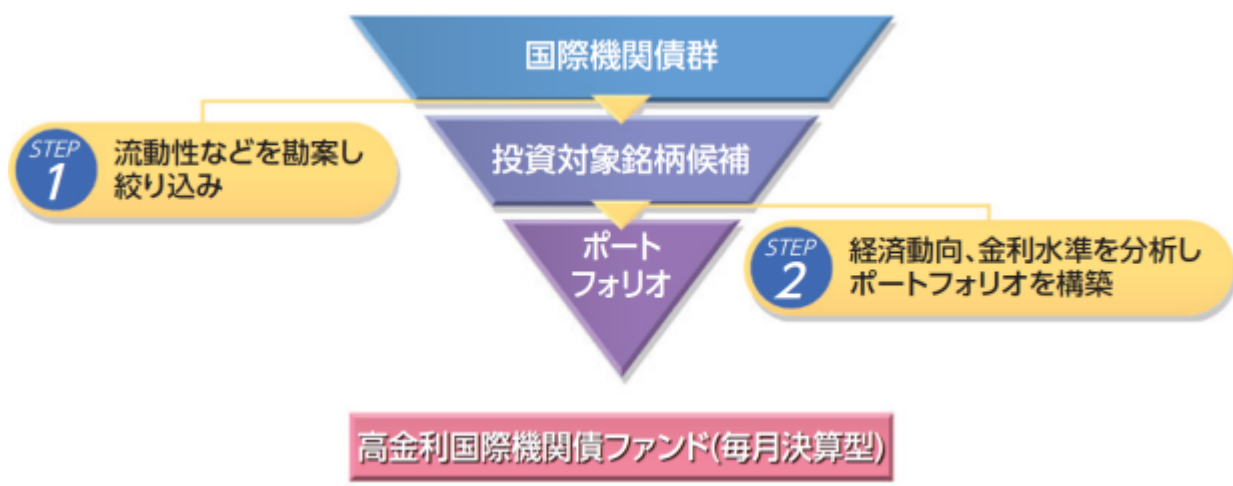 国際機関債群
STEP
1
流動性などを勘案し
絞り込み
投資対象銘柄候補
ポート
フォリオ
STEP
2
経済動向、金利水準を分析し
ポートフォリオを構築
高金利国際機関債ファンド(毎月決算型)